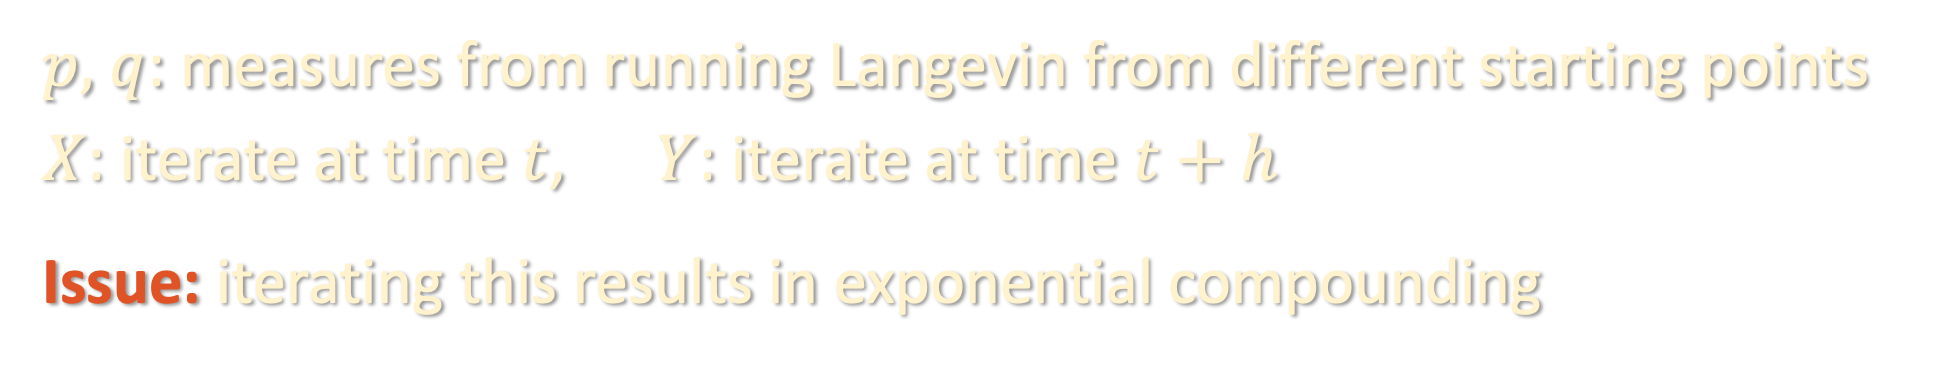 p, q: measures from running Langevin from different starting points
X: iterate at time t, Y: iterate at time t + h
Issue: iterating this results in exponential compounding